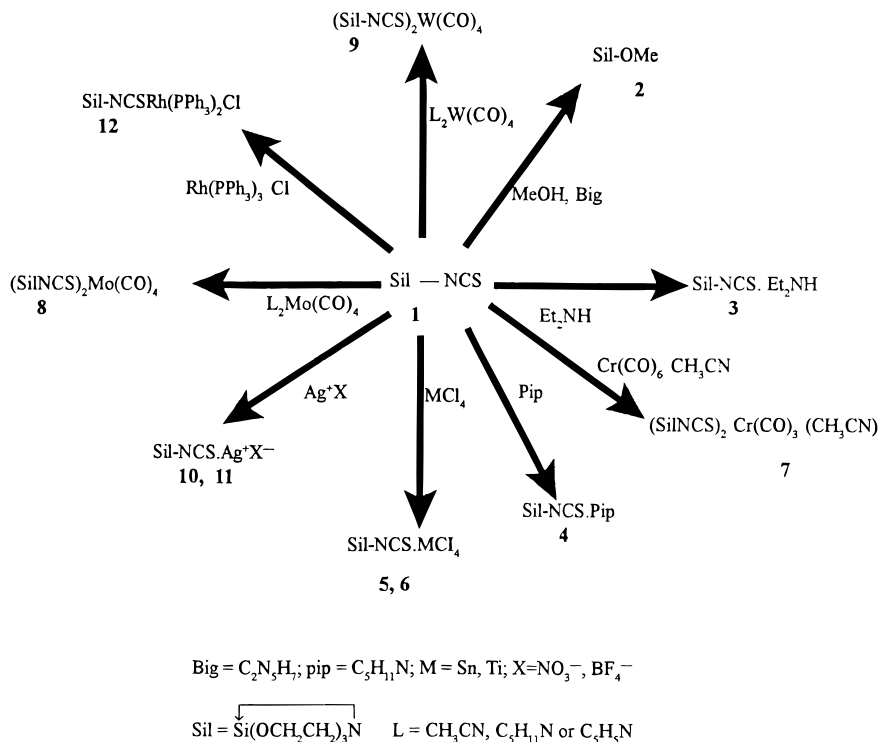 (Sil-NCS)₂W(CO)₄
9
Sil-OMe
2
Sil-NCSRh(PPh₃)₂Cl
12
L₂W(CO)₄
Rh(PPh₃)₃ Cl
MeOH, Big
(SilNCS)₂Mo(CO)₄
8
L₂Mo(CO)₄
Sil — NCS
1
Sil-NCS. Et₂NH
3
Et₂NH
Cr(CO)₆ CH₃CN
Ag⁺X
MCl₄
Pip
(SilNCS)₂ Cr(CO)₃ (CH₃CN)
7
Sil-NCS.Ag⁺X⁻
10, 11
Sil-NCS.Pip
4
Sil-NCS.MCl₄
5, 6
Big = C₂N₅H₇; pip = C₅H₁₁N; M = Sn, Ti; X=NO₃⁻, BF₄⁻
Sil = Si(OCH₂CH₂)₃N L = CH₃CN, C₅H₁₁N or C₅H₅N